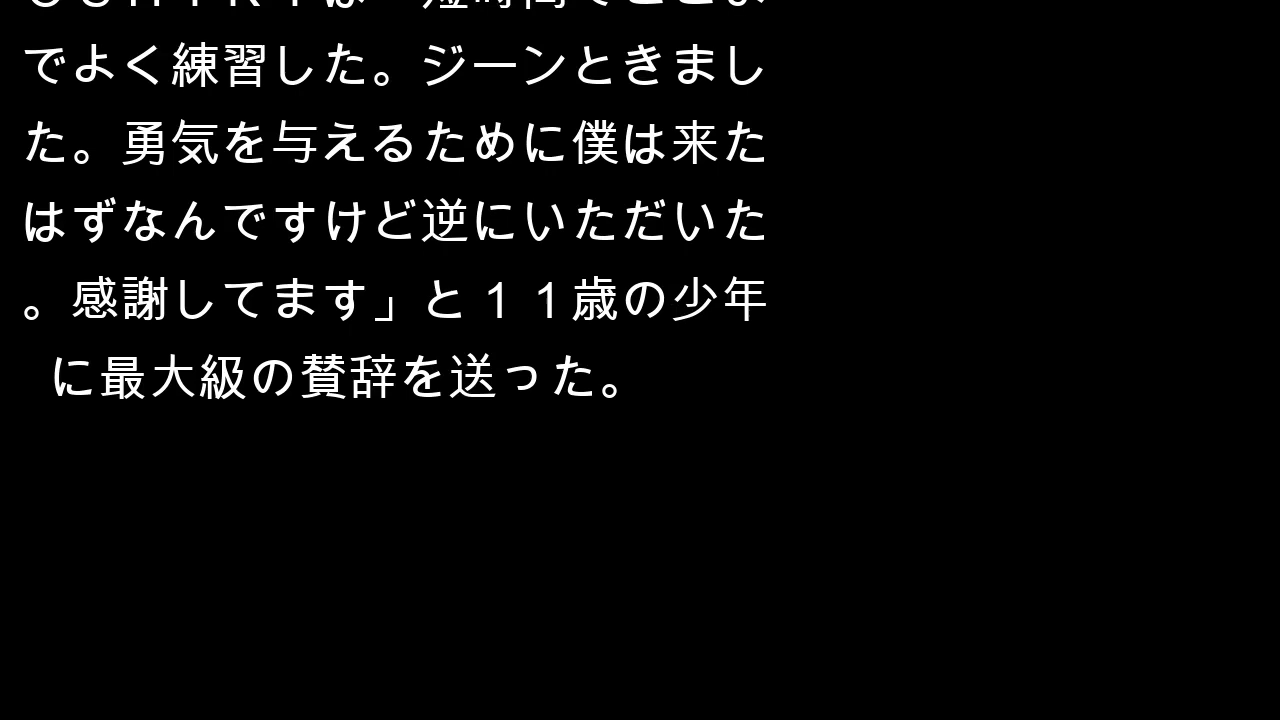 でよく練習した。ジーンときまし
た。勇気を与えるために僕は来た
はずなんですけど逆にいただいた
。感謝してます」と１１歳の少年
に最大級の賛辞を送った。